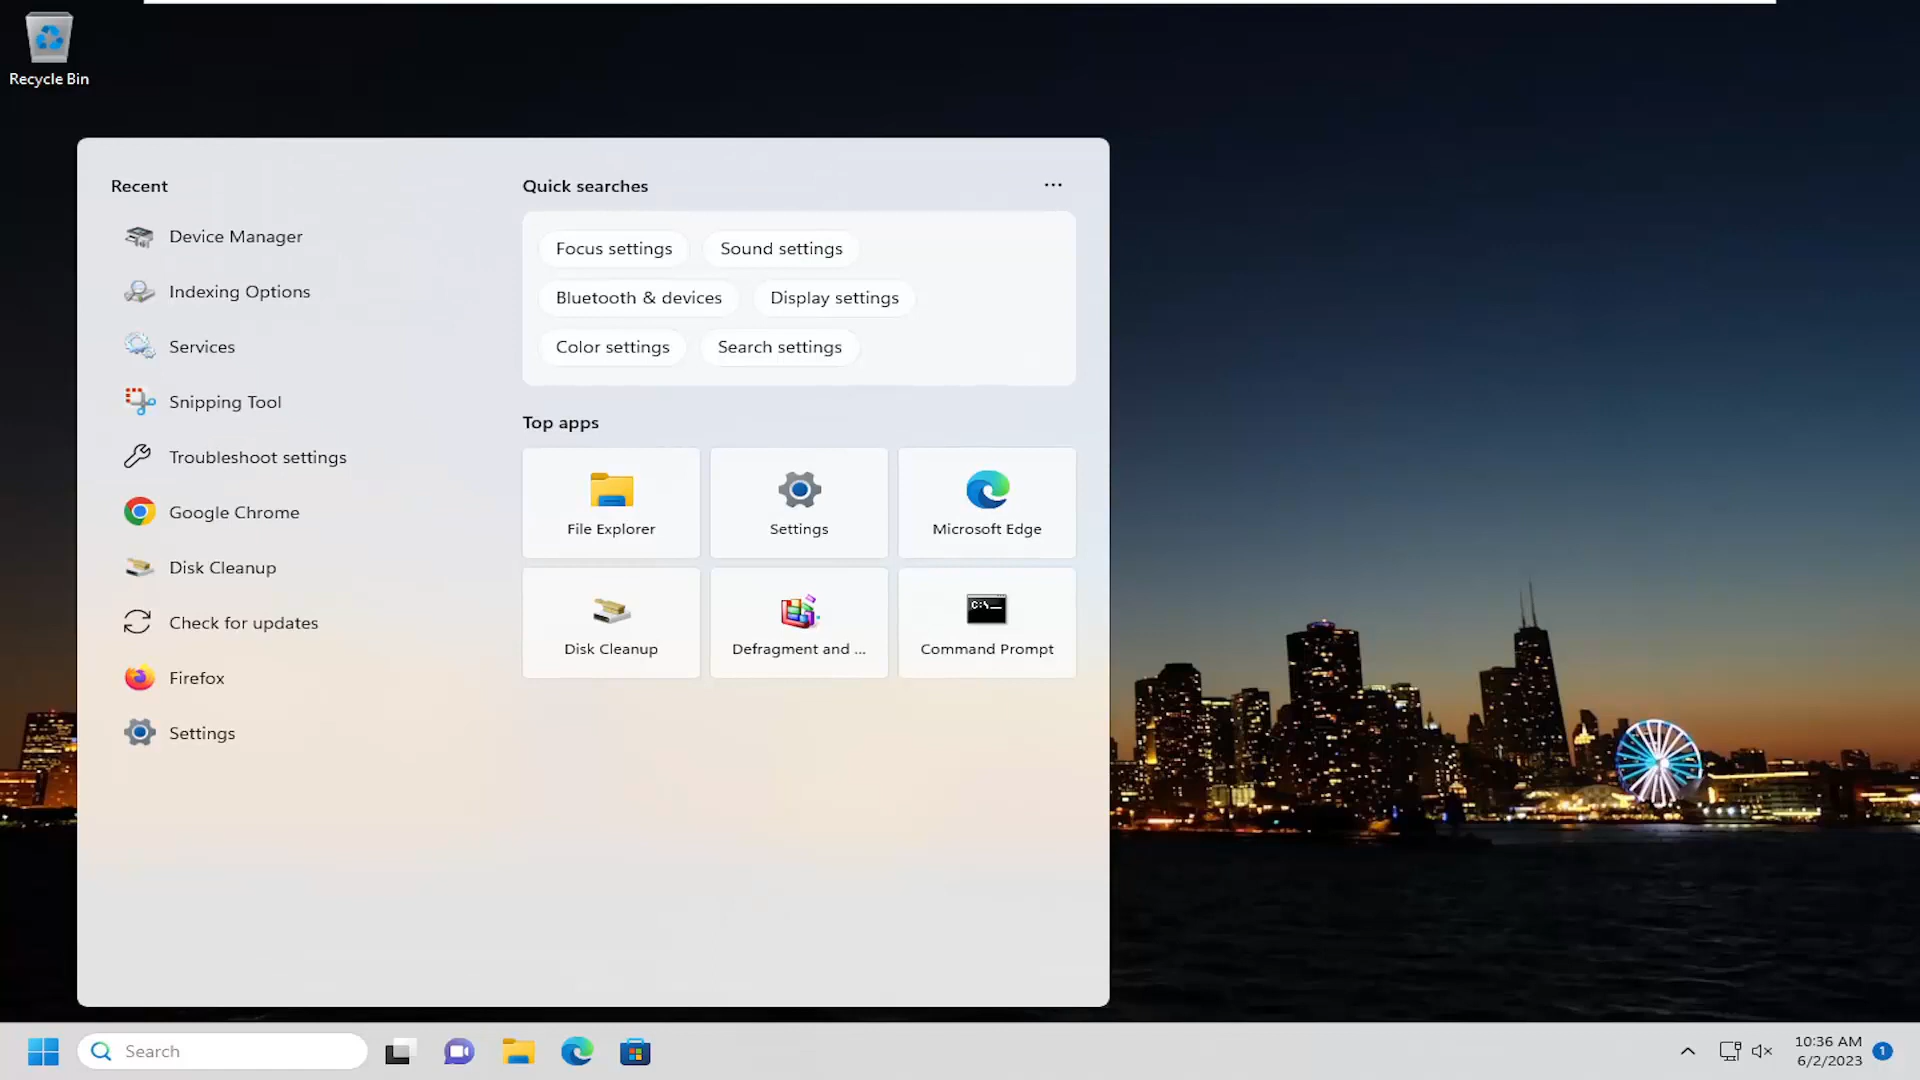 Recycle Bin
Recent
Device Manager
Indexing Options
Services
Snipping Tool
Troubleshoot settings
Google Chrome
Disk Cleanup
Check for updates
Firefox
Settings
Quick searches
Focus settings
Sound settings
Bluetooth & devices
Display settings
Color settings
Search settings
Top apps
File Explorer
Settings
Microsoft Edge
Disk Cleanup
Defragment and ...
C:\_
Command Prompt
Search
10:36 AM
6/2/2023
1